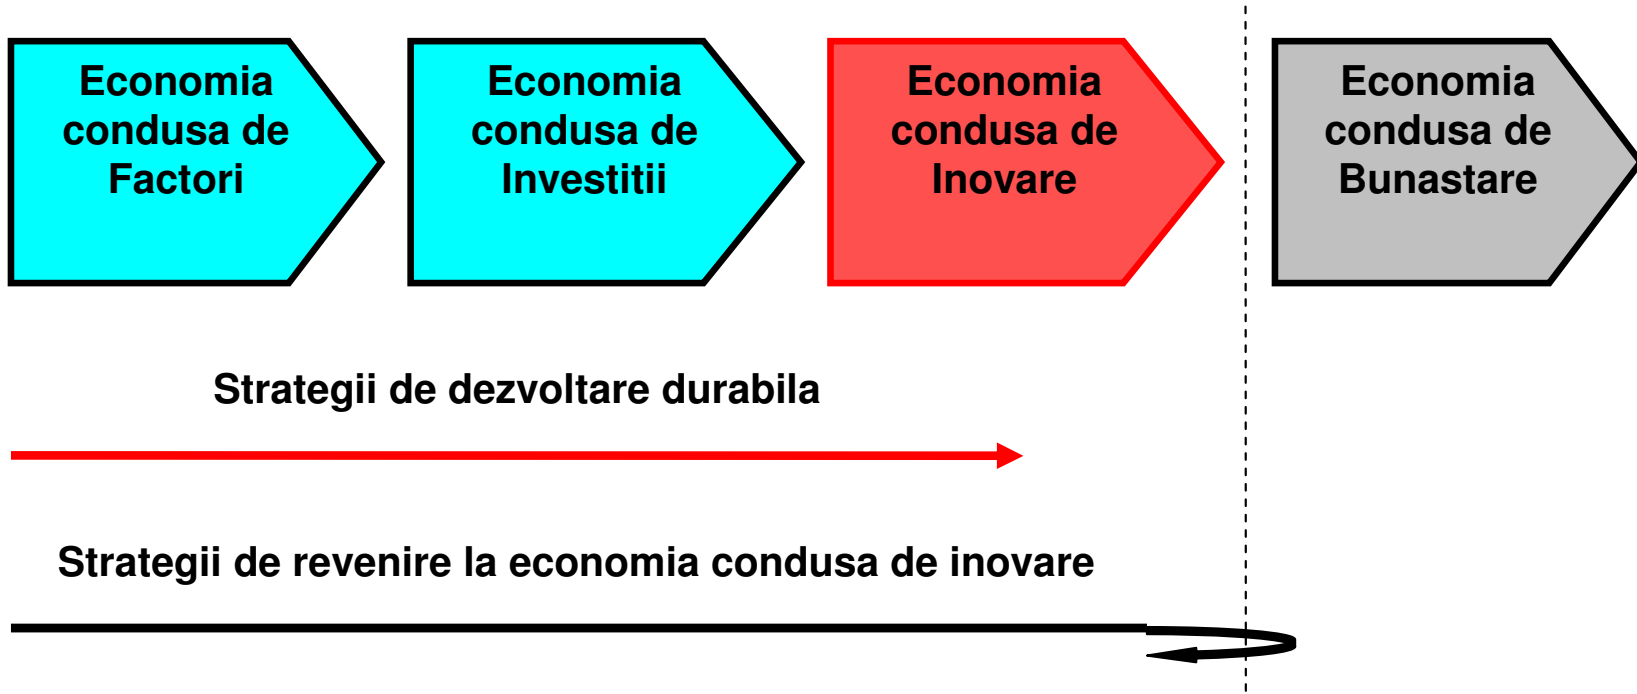 Economia
condusa de
Factori
Economia
condusa de
Investitii
Economia
condusa de
Inovare
Economia
condusa de
Bunastare
Strategii de dezvoltare durabila
Strategii de revenire la economia condusa de inovare